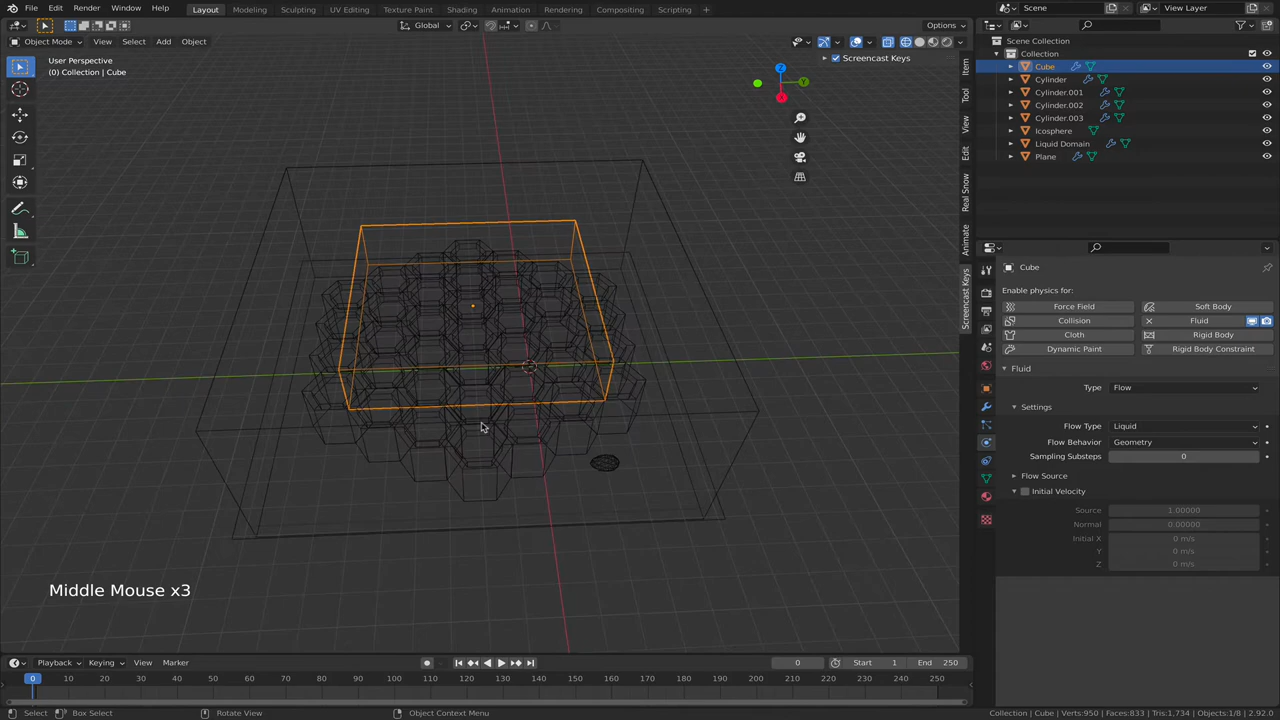 File Edit Render Window Help Layout Modeling Sculpting UV Editing Texture Paint Shading Animation Rendering Compositing Scripting Scene View Layer
Global Options
Object Mode View Select Add Object
User Perspective
(0) Collection | Cube
Screencast Keys
Y
Item
Tool
View
Edit
Real Snow
Animate
Screencast Keys
Scene Collection
Collection
Cube
Cylinder
Cylinder.001
Cylinder.002
Cylinder.003
Icosphere
Liquid Domain
Plane
Cube
Enable physics for:
Force Field Soft Body
Collision Fluid
Cloth Rigid Body
Dynamic Paint Rigid Body Constraint
Fluid
Type Flow
Settings
Flow Type Liquid
Flow Behavior Geometry
Sampling Substeps 0
Flow Source
Initial Velocity
Source 1.00000
Normal 0.00000
Initial X 0 m/s
Y 0 m/s
Z 0 m/s
Middle Mouse x3
Playback Keying View Marker 0 Start 1 End 250
0 10 20 30 40 50 60 70 80 90 100 110 120 130 140 150 160 170 180 190 200 210 220 230 240 250
Select Box Select Rotate View Object Context Menu Collection | Cube | Verts:950 | Faces:833 | Tris:1,734 | Objects:1/8 | 2.92.0